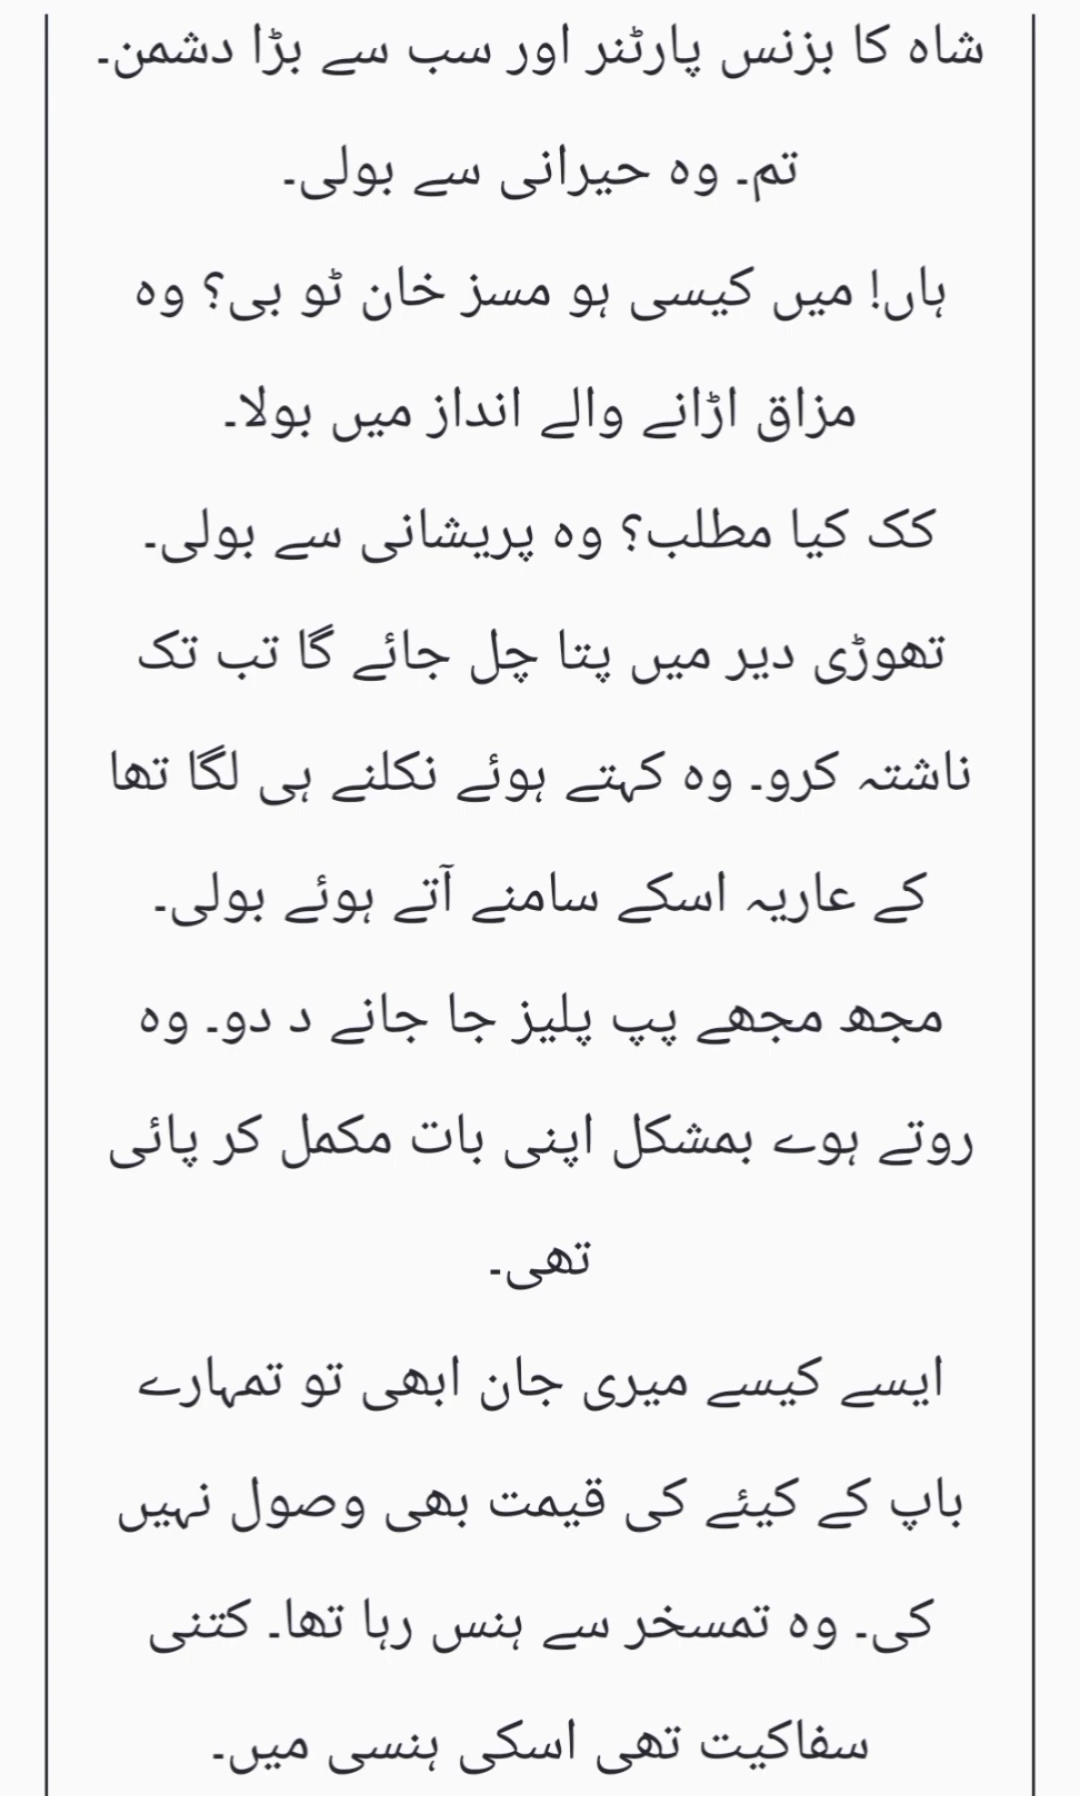 شاہ کا بزنس پارٹنر اور سب سے بڑا دشمن۔
تم۔ وہ حیرانی سے بولی۔
ہاں! میں کیسی ہو مسز خان ٹو بی؟ وہ
مزاق اڑانے والے انداز میں بولا۔
کک کیا مطلب؟ وہ پریشانی سے بولی۔
تھوڑی دیر میں پتا چل جائے گا تب تک
ناشتہ کرو۔ وہ کہتے ہوئے نکلنے ہی لگا تھا
کے عاریہ اسکے سامنے آتے ہوئے بولی۔
مجھ مجھے پپ پلیز جا جانے د دو۔ وہ
روتے ہوے بمشکل اپنی بات مکمل کر پائی
تھی۔
ایسے کیسے میری جان ابھی تو تمہارے
باپ کے کیئے کی قیمت بھی وصول نہیں
کی۔ وہ تمسخر سے ہنس رہا تھا۔ کتنی
سفاکیت تھی اسکی ہنسی میں۔